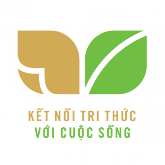 KẾT NỐI TRI THỨC
VỚI CUỘC SỐNG